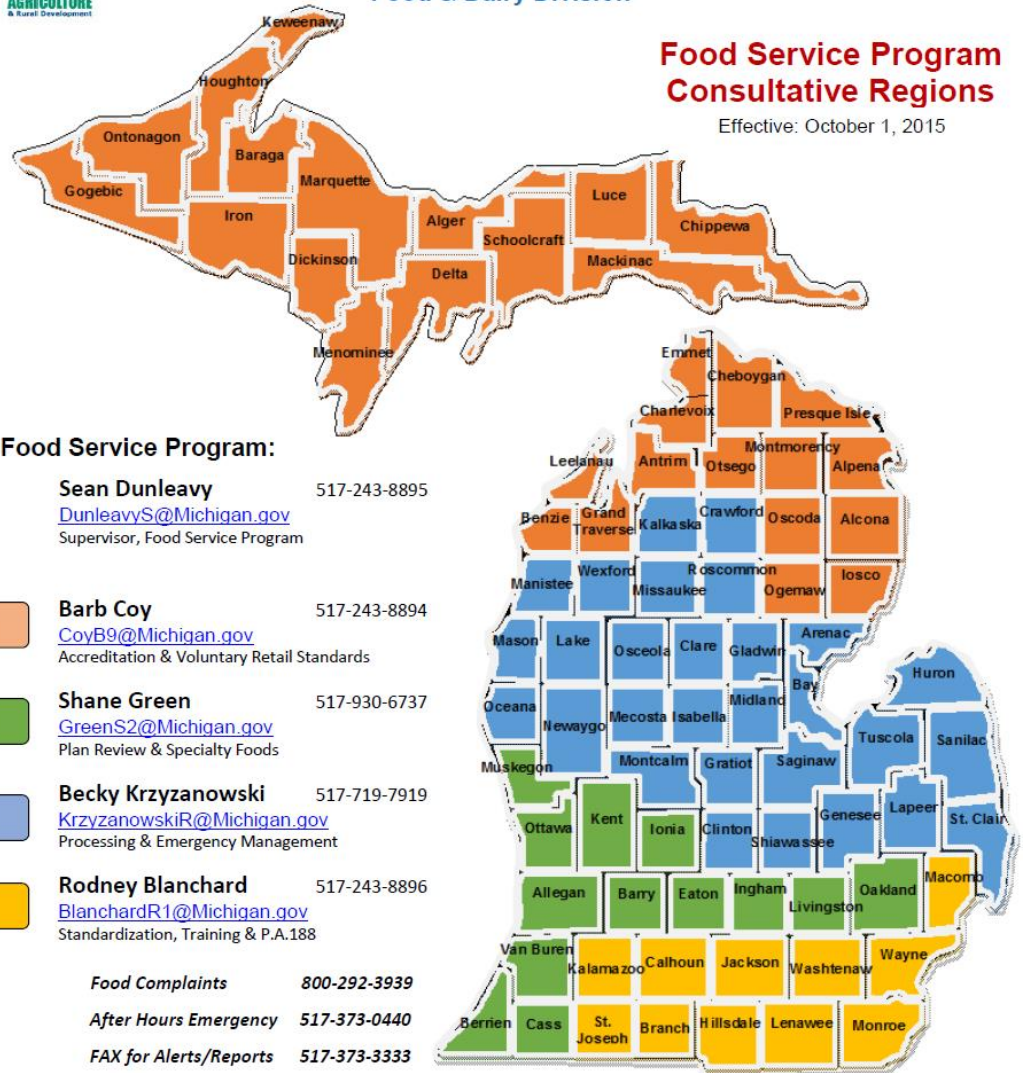 AGRICULTURE
& Rural Development
Food & Dairy Division
Food Service Program
Consultative Regions
Effective: October 1, 2015
Keweenaw
Houghton
Ontonagon
Baraga
Gogebic
Marquette
Iron
Luce
Alger
Chippewa
Schoolcraft
Dickinson
Mackinac
Delta
Menominee
Emmet
Cheboygan
Charlevoix
Presque Isle
Leelanau
Antrim
Otsego
Montmorency
Alpena
Benzie
Grand
Traverse
Kalkaska
Crawford
Oscoda
Alcona
Manistee
Wexford
Missaukee
Roscommon
Ogemaw
Iosco
Mason
Lake
Osceola
Clare
Gladwin
Arenac
Huron
Oceana
Newaygo
Mecosta
Isabella
Midland
Bay
Tuscola
Sanilac
Muskegon
Montcalm
Gratiot
Saginaw
Ottawa
Kent
Ionia
Clinton
Shiawassee
Genesee
Lapeer
St. Clair
Allegan
Barry
Eaton
Ingham
Livingston
Oakland
Macomb
Van Buren
Kalamazoo
Calhoun
Jackson
Washtenaw
Wayne
Berrien
Cass
St.
Joseph
Branch
Hillsdale
Lenawee
Monroe
Food Service Program:
Sean Dunleavy 517-243-8895
DunleavyS@Michigan.gov
Supervisor, Food Service Program
Barb Coy 517-243-8894
CoyB9@Michigan.gov
Accreditation & Voluntary Retail Standards
Shane Green 517-930-6737
GreenS2@Michigan.gov
Plan Review & Specialty Foods
Becky Krzyzanowski 517-719-7919
KrzyzanowskiR@Michigan.gov
Processing & Emergency Management
Rodney Blanchard 517-243-8896
BlanchardR1@Michigan.gov
Standardization, Training & P.A.188
Food Complaints 800-292-3939
After Hours Emergency 517-373-0440
FAX for Alerts/Reports 517-373-3333